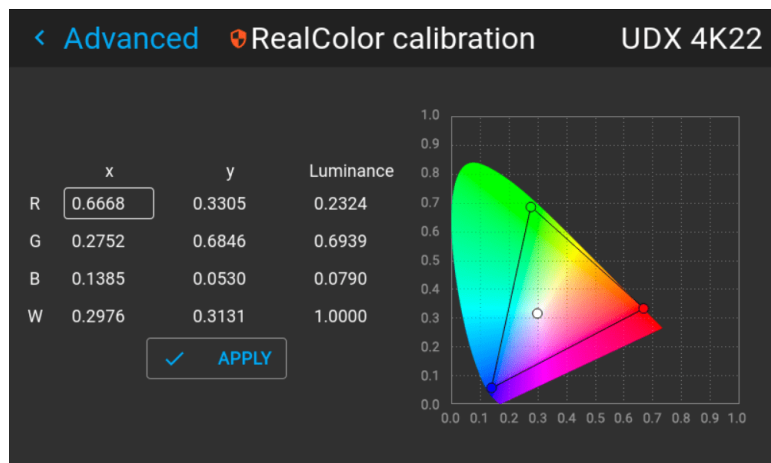 Advanced RealColor calibration UDX 4K22
x y Luminance
R 0.6668 0.3305 0.2324
G 0.2752 0.6846 0.6939
B 0.1385 0.0530 0.0790
W 0.2976 0.3131 1.0000
APPLY
1.0
0.9
0.8
0.7
0.6
0.5
0.4
0.3
0.2
0.1
0.0
0.0 0.1 0.2 0.3 0.4 0.5 0.6 0.7 0.8 0.9 1.0